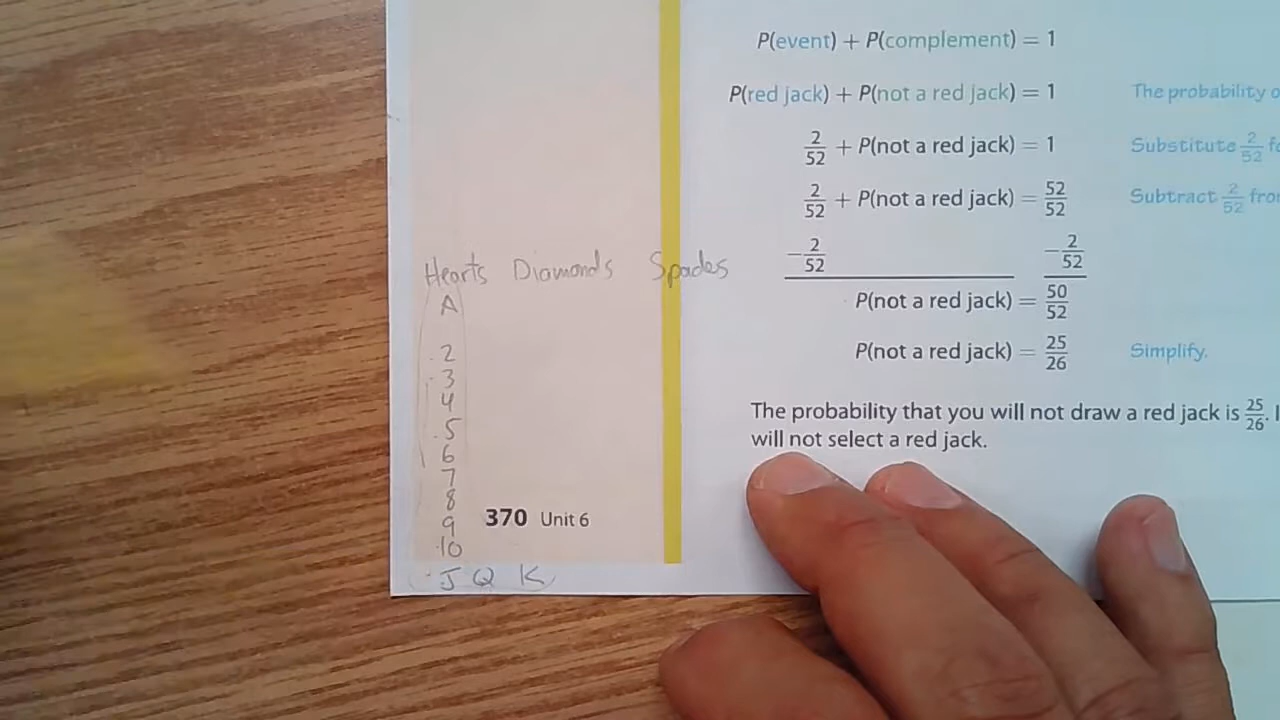 P(event) + P(complement) = 1
P(red jack) + P(not a red jack) = 1
The probability o
2/52 + P(not a red jack) = 1
Substitute 2/52 fo
2/52 + P(not a red jack) = 52/52
Subtract 2/52 from
−2/52 −2/52
P(not a red jack) = 50/52
P(not a red jack) = 25/26
Simplify.
The probability that you will not draw a red jack is 25/26. I
will not select a red jack.
Hearts Diamonds Spades
A
2
3
4
5
6
7
8
9
10
J Q K
370 Unit 6